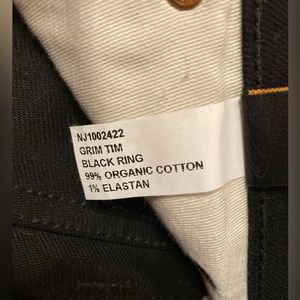 NJ1002422
GRIM TIM
BLACK RING
99% ORGANIC COTTON
1% ELASTAN